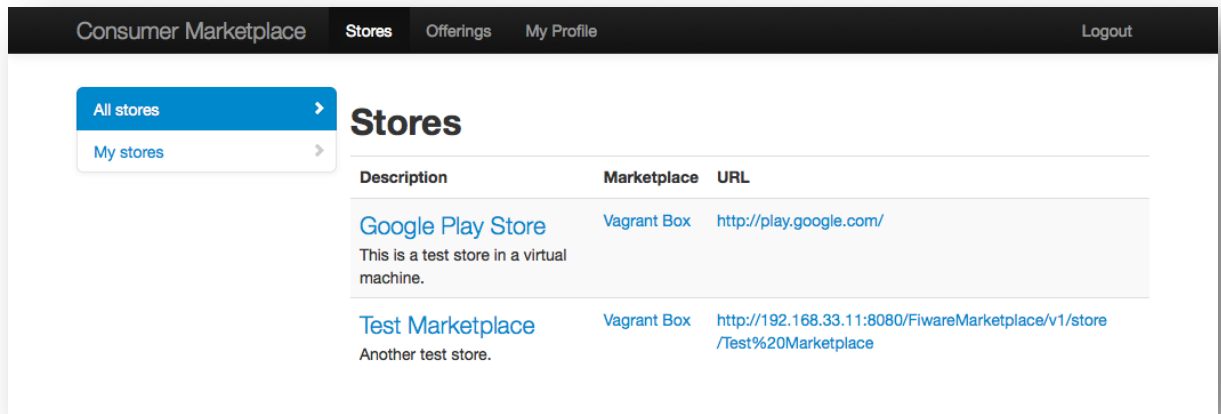 Consumer Marketplace Stores Offerings My Profile Logout
All stores
My stores
Stores
Description Marketplace URL
Google Play Store Vagrant Box http://play.google.com/
This is a test store in a virtual
machine.
Test Marketplace Vagrant Box http://192.168.33.11:8080/FiwareMarketplace/v1/store
/Test%20Marketplace
Another test store.